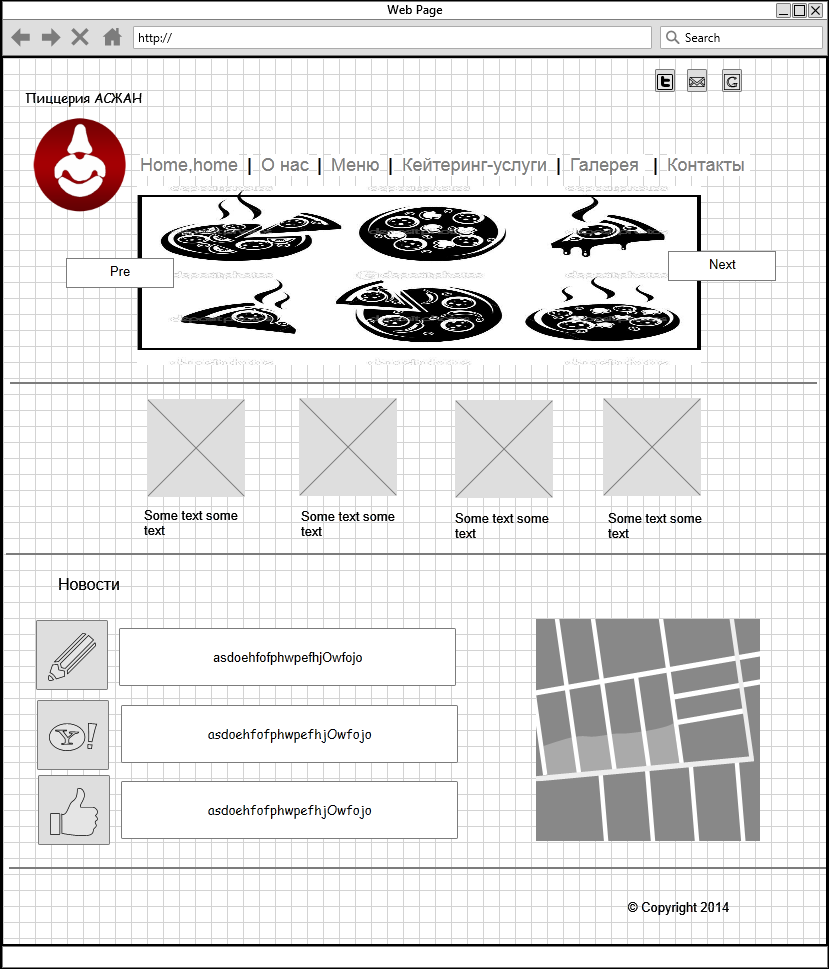 Web Page
http://
Search
Пиццерия АСЖАН
Home,home | О нас | Меню | Кейтеринг-услуги | Галерея | Контакты
Pre
Next
Some text some
text
Some text some
text
Some text some
text
Some text some
text
Новости
asdoehfofphwpefhjOwfojo
asdoehfofphwpefhjOwfojo
asdoehfofphwpefhjOwfojo
© Copyright 2014